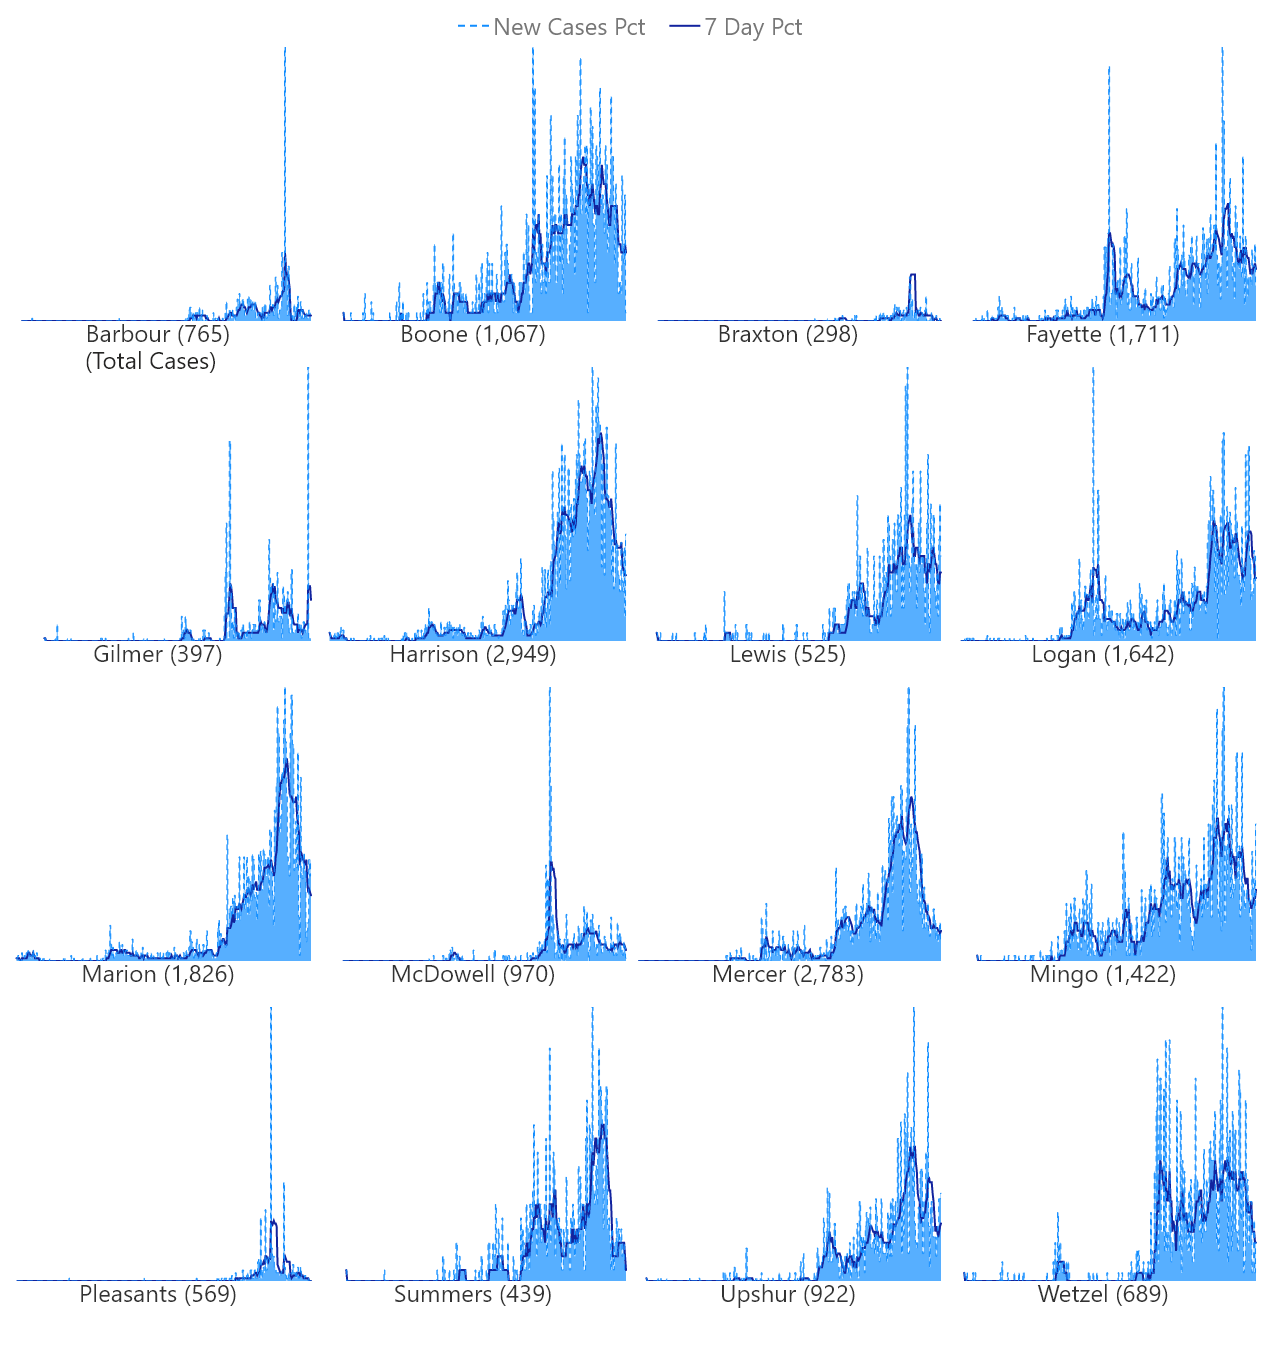 New Cases Pct 7 Day Pct
Barbour (765) Boone (1,067) Braxton (298) Fayette (1,711)
(Total Cases)
Gilmer (397) Harrison (2,949) Lewis (525) Logan (1,642)
Marion (1,826) McDowell (970) Mercer (2,783) Mingo (1,422)
Pleasants (569) Summers (439) Upshur (922) Wetzel (689)